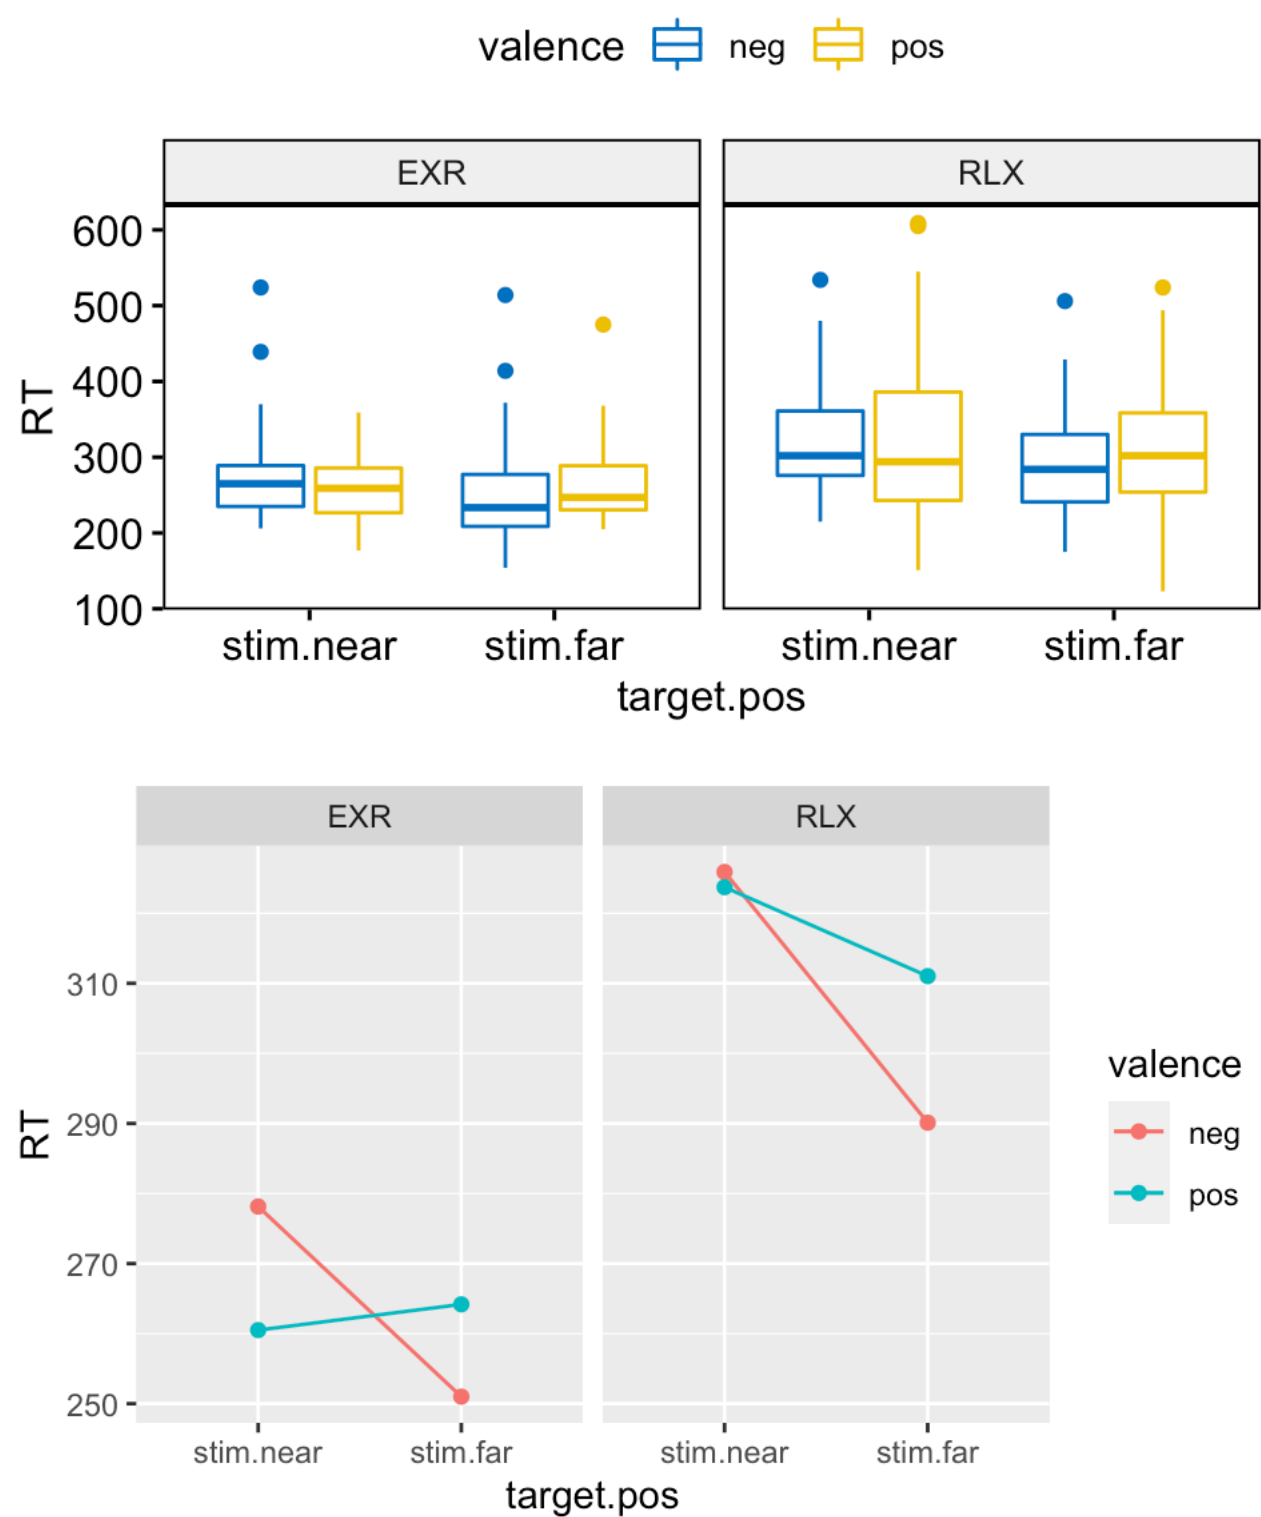 valence neg pos
EXR RLX
600
500
400
300
200
100
RT
stim.near stim.far stim.near stim.far
target.pos
EXR RLX
310
290
270
250
RT
stim.near stim.far stim.near stim.far
target.pos
valence
neg
pos